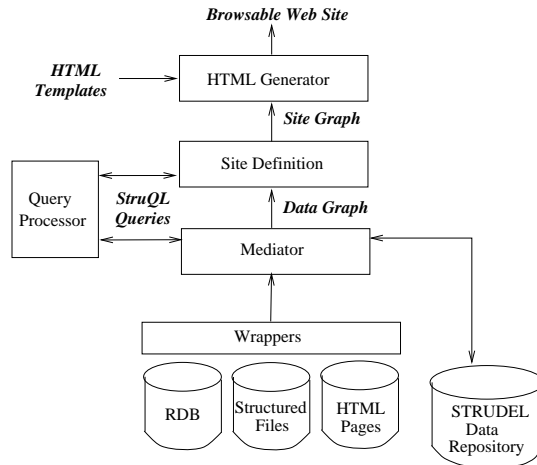 Browsable Web Site
HTML
Templates
HTML Generator
Site Graph
Site Definition
Query
Processor
StruQL
Queries
Data Graph
Mediator
Wrappers
RDB
Structured
Files
HTML
Pages
STRUDEL
Data
Repository